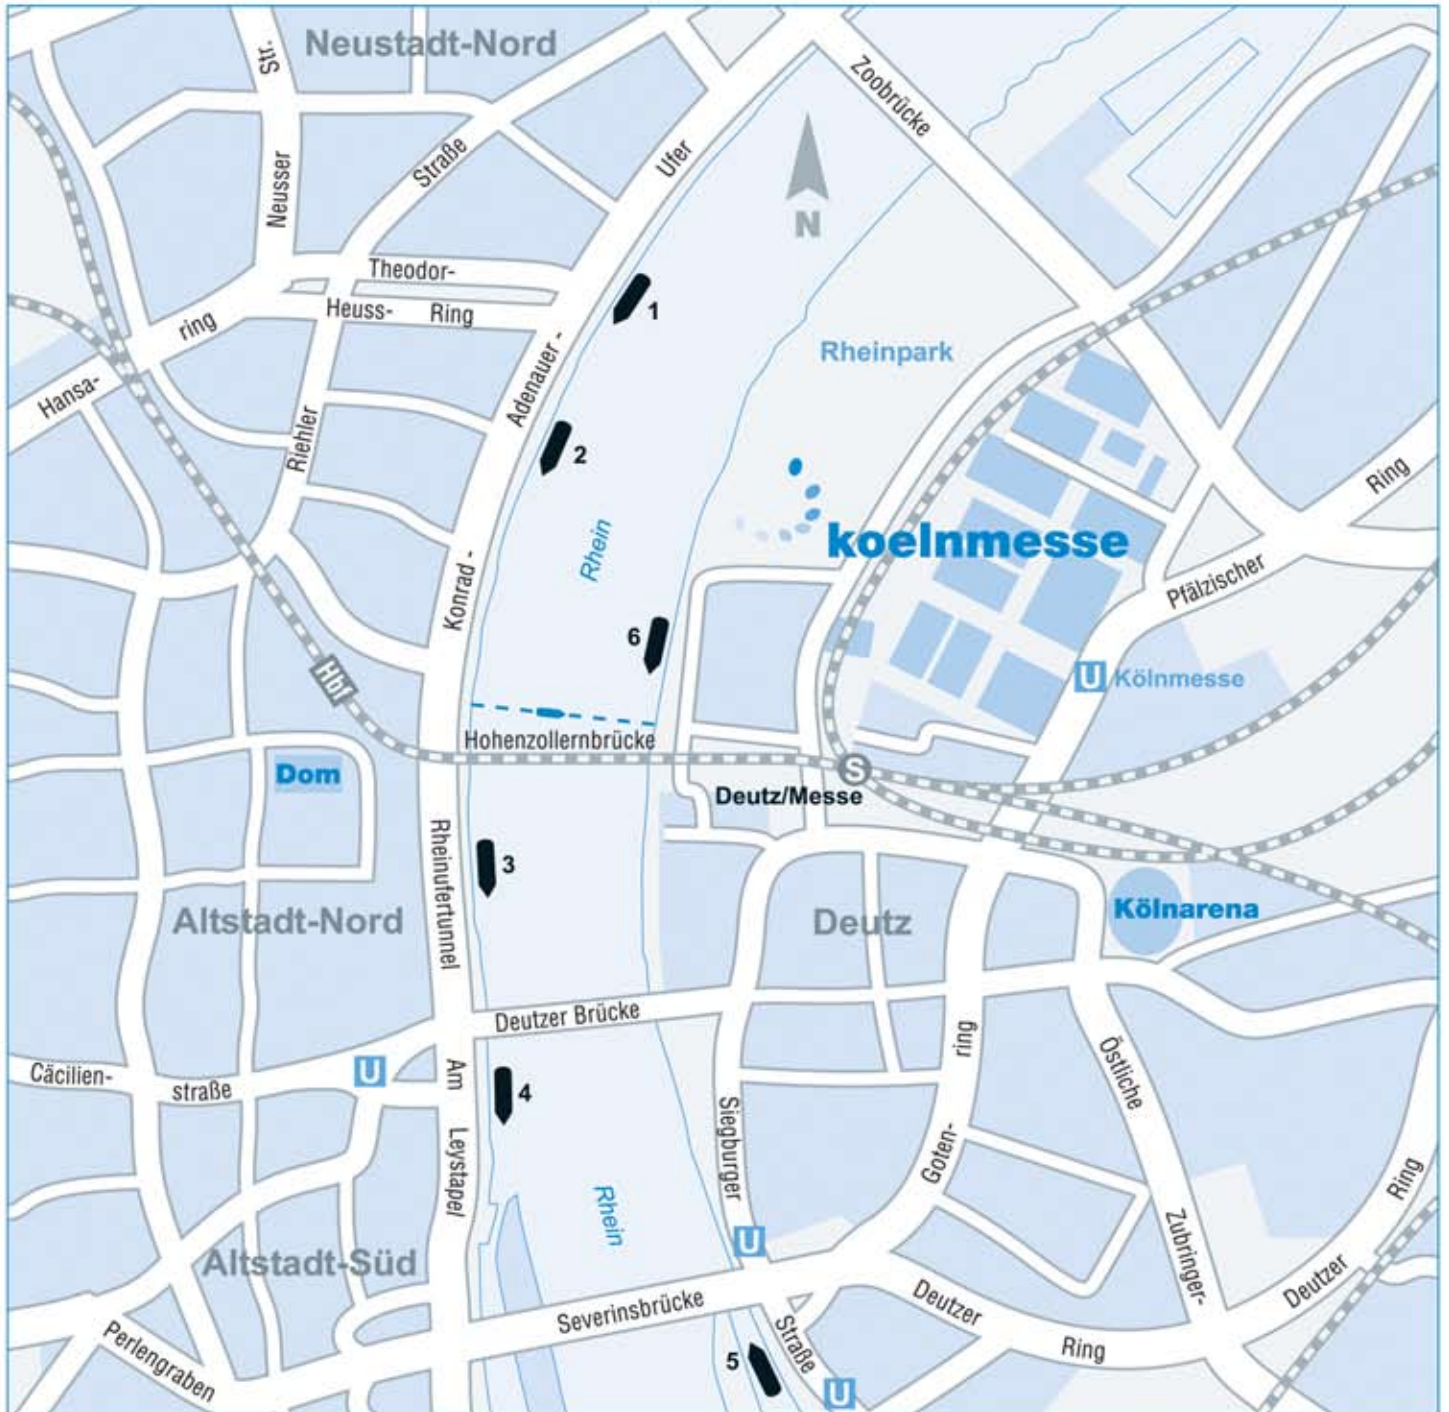 Neustadt-Nord
Str.
Zoobrücke
Neusser
Straße
Ufer
N
Theodor-
Heuss- Ring
ring
Hansa-
1
Rheinpark
Adenauer -
Riehler
2
Ring
Rhein
koelnmesse
Konrad -
Pfälzischer
6
Hbf
U Kölnmesse
Hohenzollernbrücke
Dom
S
Deutz/Messe
Rheinufertunnel
3
Altstadt-Nord
Deutz
Kölnarena
Deutzer Brücke
ring
Östliche
Cäcilien-
straße
U
Am
4
Leystapel
Siegburger
Goten-
Ring
Rhein
Zubringer-
U
Altstadt-Süd
Severinsbrücke
Deutzer
Deutzer
Ring
Perlengraben
Straße
5
U